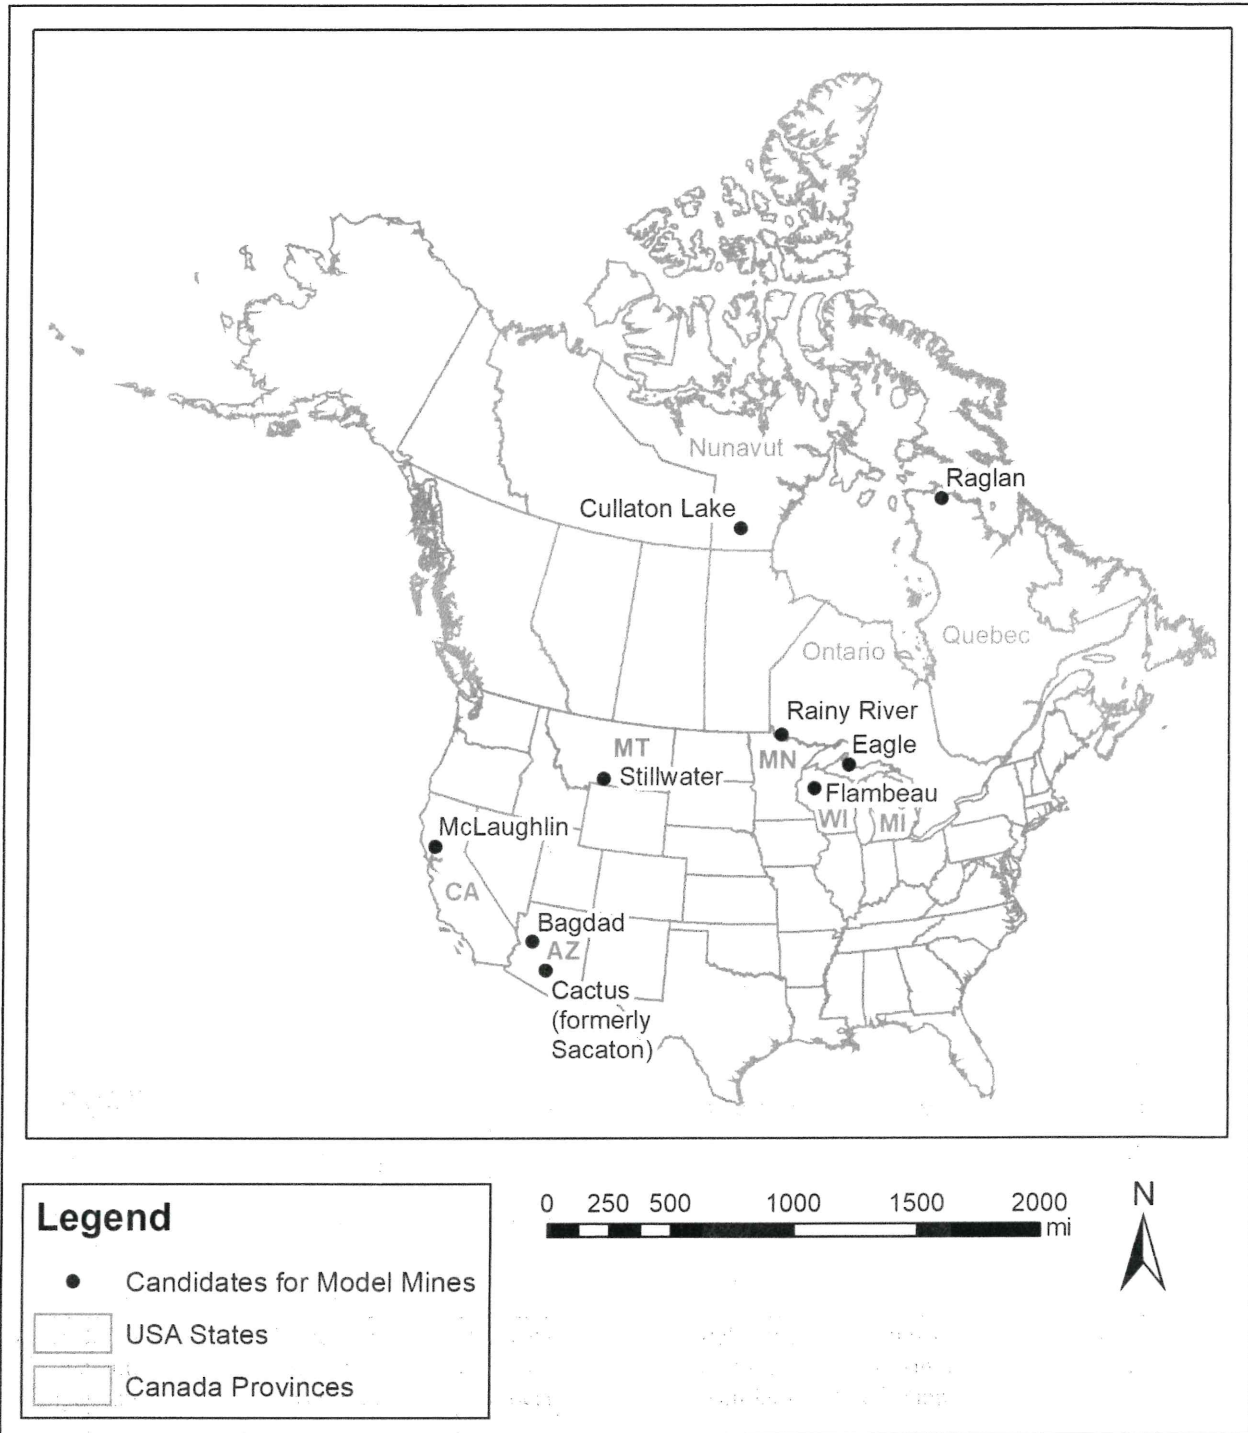 Nunavut
Raglan
Cullaton Lake
Quebec
Ontario
Rainy River
MT
MN
Eagle
Stillwater
Flambeau
WI
MI
McLaughlin
CA
Bagdad
AZ
Cactus
(formerly
Sacaton)
Legend
Candidates for Model Mines
USA States
Canada Provinces
0 250 500 1000 1500 2000
mi
N